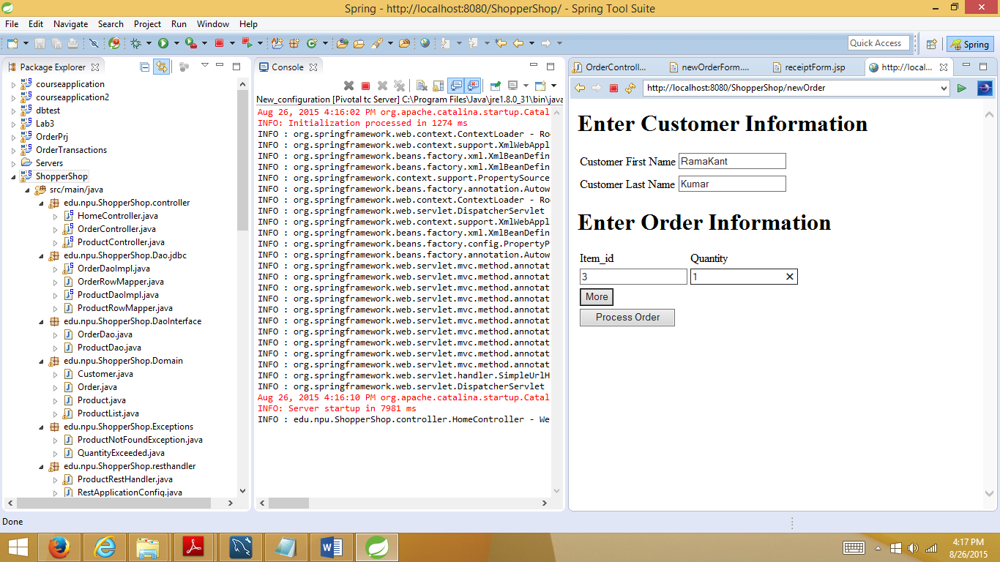 Spring - http://localhost:8080/ShopperShop/ - Spring Tool Suite
File Edit Navigate Search Project Run Window Help
Quick Access
Spring
Package Explorer
courseapplication
courseapplication2
dbtest
Lab3
OrderPrj
OrderTransactions
Servers
ShopperShop
src/main/java
edu.npu.ShopperShop.controller
HomeController.java
OrderController.java
ProductController.java
edu.npu.ShopperShop.Dao.jdbc
OrderDaoImpl.java
OrderRowMapper.java
ProductDaoImpl.java
ProductRowMapper.java
edu.npu.ShopperShop.DaoInterface
OrderDao.java
ProductDao.java
edu.npu.ShopperShop.Domain
Customer.java
Order.java
Product.java
ProductList.java
edu.npu.ShopperShop.Exceptions
ProductNotFoundException.java
QuantityExceeded.java
edu.npu.ShopperShop.resthandler
ProductRestHandler.java
RestApplicationConfig.java
Console
New_configuration [Pivotal tc Server] C:\Program Files\Java\jre1.8.0_31\bin\java
Aug 26, 2015 4:16:02 PM org.apache.catalina.startup.Catal
INFO: Initialization processed in 1274 ms
INFO : org.springframework.web.context.ContextLoader - Ro
INFO : org.springframework.web.context.support.XmlWebAppl
INFO : org.springframework.beans.factory.xml.XmlBeanDefin
INFO : org.springframework.beans.factory.xml.XmlBeanDefin
INFO : org.springframework.context.support.PropertySource
INFO : org.springframework.beans.factory.annotation.Autow
INFO : org.springframework.web.context.ContextLoader - Ro
INFO : org.springframework.web.servlet.DispatcherServlet
INFO : org.springframework.web.context.support.XmlWebAppl
INFO : org.springframework.beans.factory.xml.XmlBeanDefin
INFO : org.springframework.beans.factory.config.PropertyP
INFO : org.springframework.beans.factory.annotation.Autow
INFO : org.springframework.web.servlet.mvc.method.annotat
INFO : org.springframework.web.servlet.mvc.method.annotat
INFO : org.springframework.web.servlet.mvc.method.annotat
INFO : org.springframework.web.servlet.mvc.method.annotat
INFO : org.springframework.web.servlet.mvc.method.annotat
INFO : org.springframework.web.servlet.mvc.method.annotat
INFO : org.springframework.web.servlet.mvc.method.annotat
INFO : org.springframework.web.servlet.mvc.method.annotat
INFO : org.springframework.web.servlet.mvc.method.annotat
INFO : org.springframework.web.servlet.mvc.method.annotat
INFO : org.springframework.web.servlet.handler.SimpleUrlH
INFO : org.springframework.web.servlet.DispatcherServlet
Aug 26, 2015 4:16:10 PM org.apache.catalina.startup.Catal
INFO: Server startup in 7981 ms
INFO : edu.npu.ShopperShop.controller.HomeController - We
OrderControll... newOrderForm.... receiptForm.jsp http://local...
http://localhost:8080/ShopperShop/newOrder
Enter Customer Information
Customer First Name RamaKant
Customer Last Name Kumar
Enter Order Information
Item_id Quantity
3 1
More
Process Order
Done
4:17 PM
8/26/2015